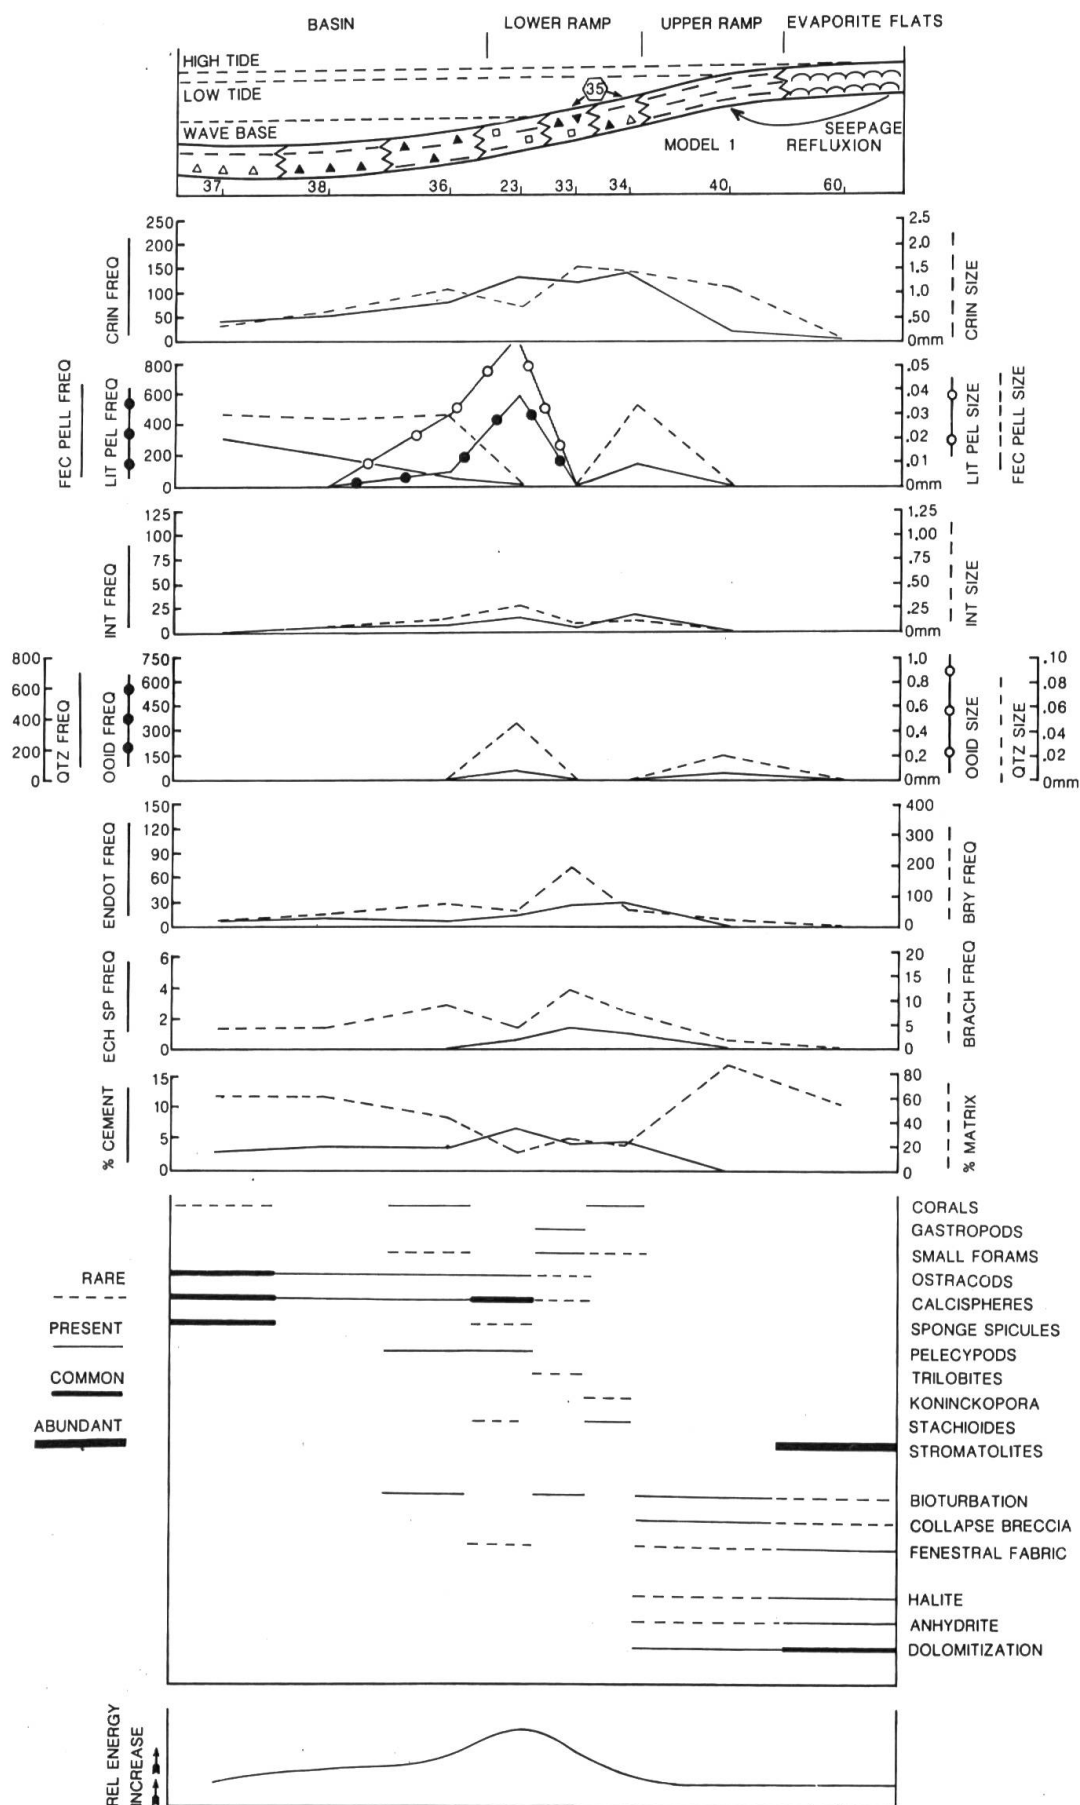 BASIN LOWER RAMP UPPER RAMP EVAPORITE FLATS
HIGH TIDE
LOW TIDE
35
WAVE BASE
MODEL 1
SEEPAGE
REFLUXION
37 38 36 23 33 34 40 60
CRIN FREQ
250
200
150
100
50
0
2.5
2.0
1.5
1.0
.50
0mm
CRIN SIZE
FEC PELL FREQ
LIT PEL FREQ
800
600
400
200
0
.05
.04
.03
.02
.01
0mm
LIT PEL SIZE
FEC PELL SIZE
INT FREQ
125
100
75
50
25
0
1.25
1.00
.75
.50
.25
0mm
INT SIZE
800
600
400
200
0
QTZ FREQ
OOID FREQ
750
600
450
300
150
0
1.0
0.8
0.6
0.4
0.2
0mm
OOID SIZE
QTZ SIZE
.10
.08
.06
.04
.02
0mm
ENDOT FREQ
150
120
90
60
30
0
400
300
200
100
0
BRY FREQ
ECH SP FREQ
6
4
2
0
20
15
10
5
0
BRACH FREQ
% CEMENT
15
10
5
0
80
60
40
20
0
% MATRIX
RARE
PRESENT
COMMON
ABUNDANT
CORALS
GASTROPODS
SMALL FORAMS
OSTRACODS
CALCISPHERES
SPONGE SPICULES
PELECYPODS
TRILOBITES
KONINCKOPORA
STACHIOIDES
STROMATOLITES
BIOTURBATION
COLLAPSE BRECCIA
FENESTRAL FABRIC
HALITE
ANHYDRITE
DOLOMITIZATION
REL ENERGY
INCREASE